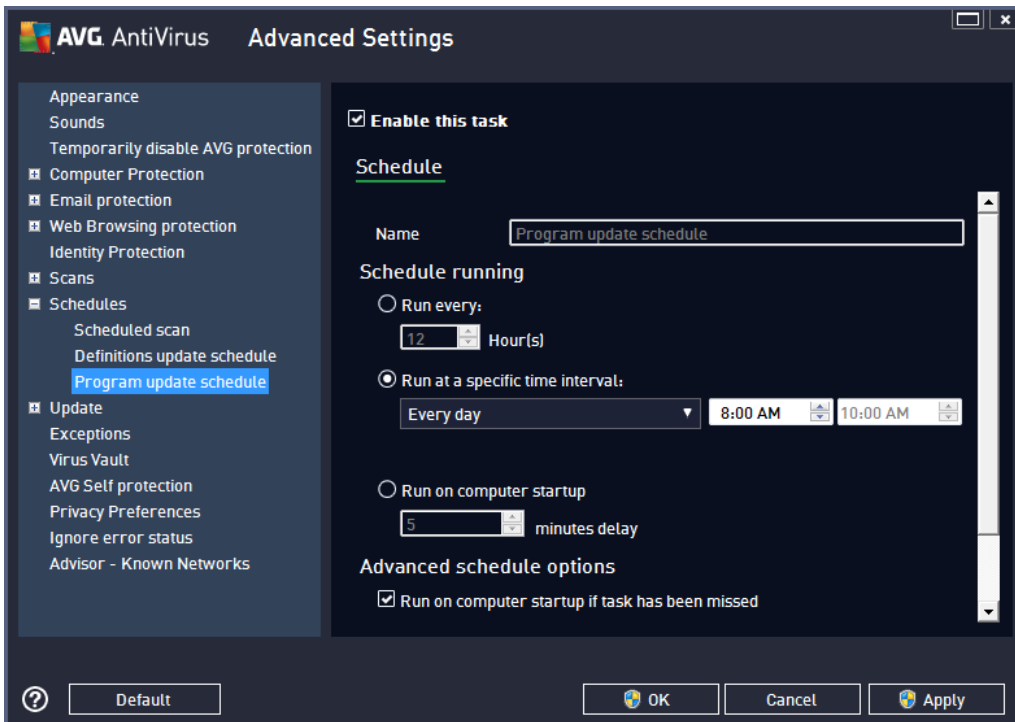 AVG. AntiVirus Advanced Settings
Appearance
Sounds
Temporarily disable AVG protection
Computer Protection
Email protection
Web Browsing protection
Identity Protection
Scans
Schedules
Scheduled scan
Definitions update schedule
Program update schedule
Update
Exceptions
Virus Vault
AVG Self protection
Privacy Preferences
Ignore error status
Advisor - Known Networks
Enable this task
Schedule
Name Program update schedule
Schedule running
Run every:
12 Hour(s)
Run at a specific time interval:
Every day 8:00 AM 10:00 AM
Run on computer startup
5 minutes delay
Advanced schedule options
Run on computer startup if task has been missed
? Default OK Cancel Apply